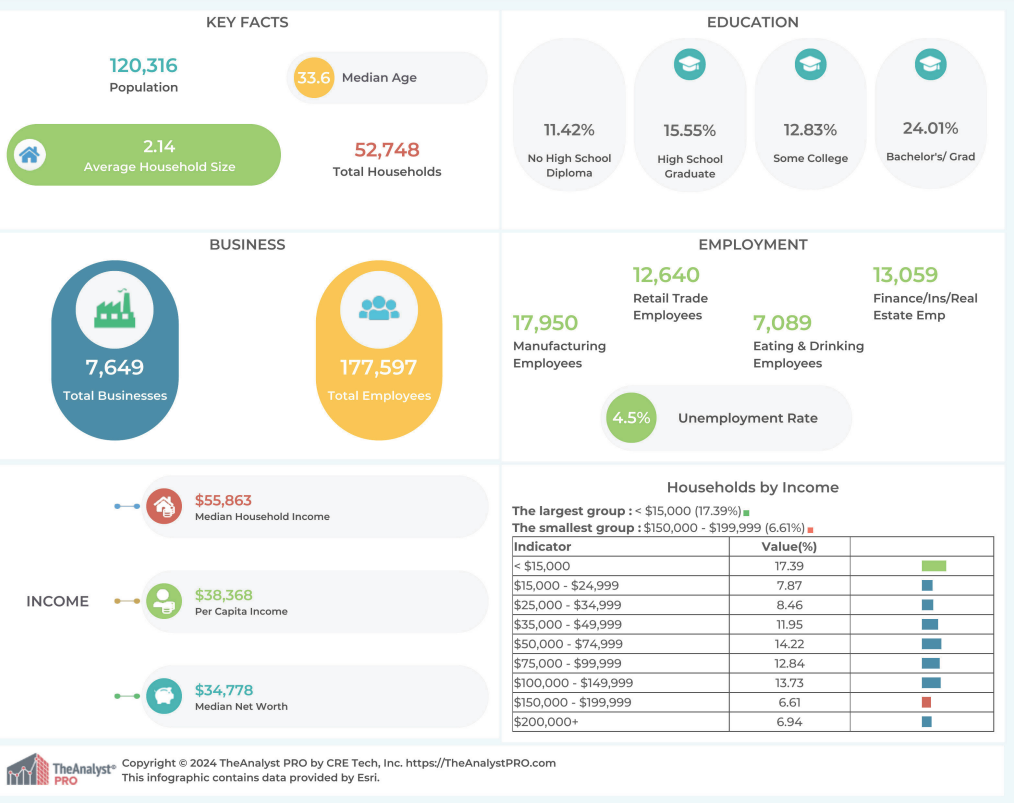 KEY FACTS
120,316
Population
33.6 Median Age
2.14
Average Household Size
52,748
Total Households
EDUCATION
11.42%
No High School
Diploma
15.55%
High School
Graduate
12.83%
Some College
24.01%
Bachelor's/ Grad
BUSINESS
7,649
Total Businesses
177,597
Total Employees
EMPLOYMENT
17,950
Manufacturing
Employees
12,640
Retail Trade
Employees
7,089
Eating & Drinking
Employees
13,059
Finance/Ins/Real
Estate Emp
4.5% Unemployment Rate
INCOME
$55,863
Median Household Income
$38,368
Per Capita Income
$34,778
Median Net Worth
Households by Income
The largest group : < $15,000 (17.39%)
The smallest group : $150,000 - $199,999 (6.61%)
Indicator Value(%)
< $15,000 17.39
$15,000 - $24,999 7.87
$25,000 - $34,999 8.46
$35,000 - $49,999 11.95
$50,000 - $74,999 14.22
$75,000 - $99,999 12.84
$100,000 - $149,999 13.73
$150,000 - $199,999 6.61
$200,000+ 6.94
TheAnalyst®
PRO
Copyright © 2024 TheAnalyst PRO by CRE Tech, Inc. https://TheAnalystPRO.com
This infographic contains data provided by Esri.